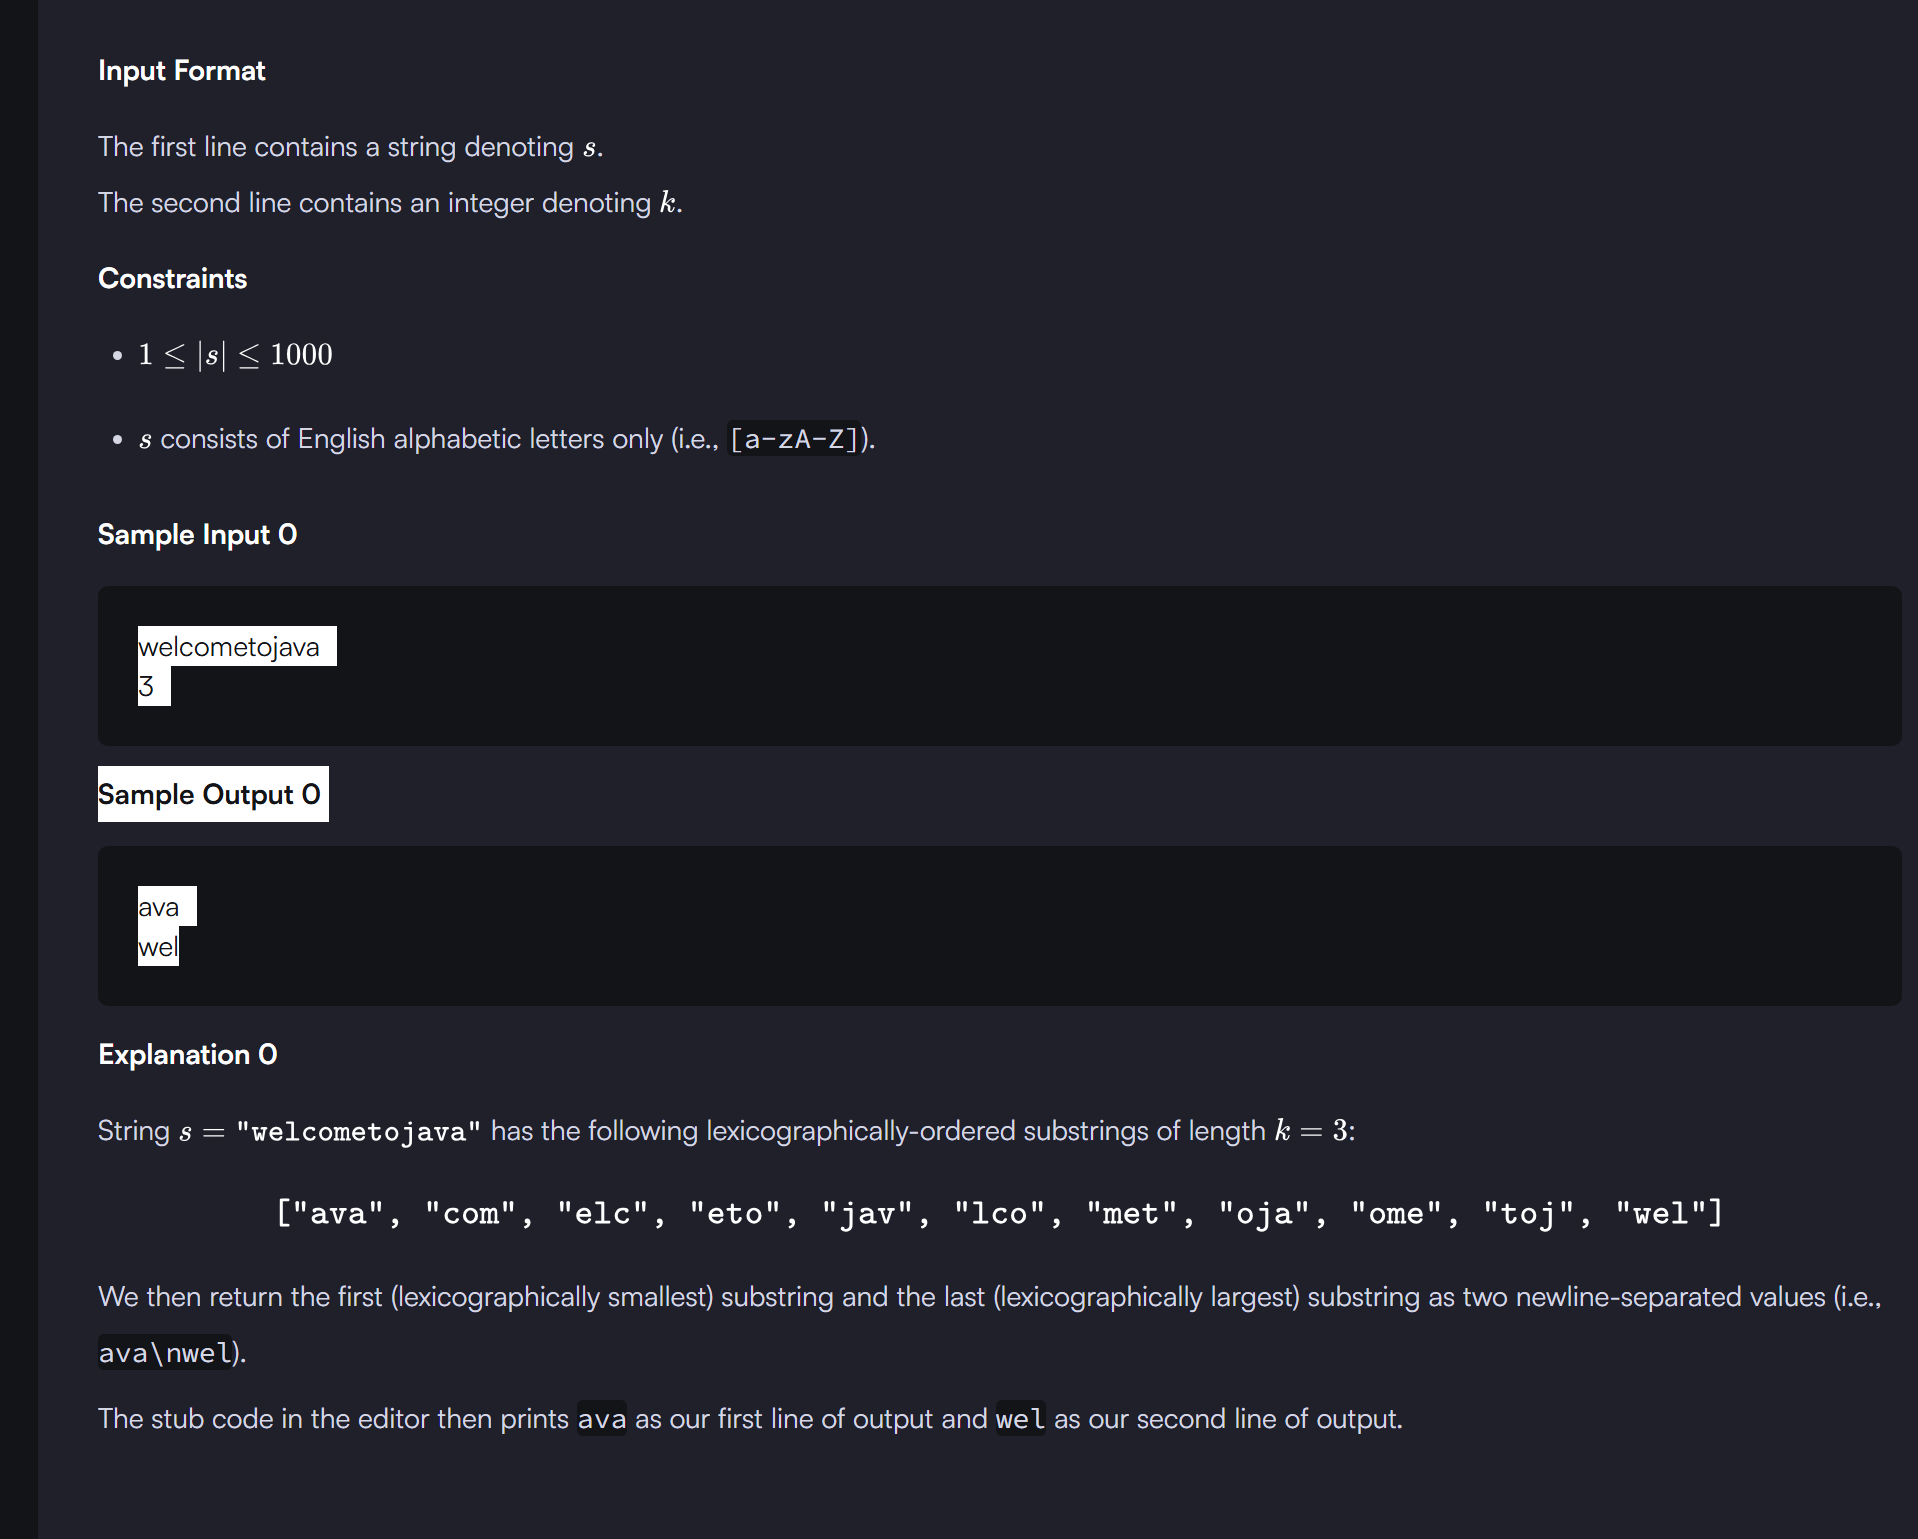 Input Format
The first line contains a string denoting s.
The second line contains an integer denoting k.
Constraints
• 1 ≤ |s| ≤ 1000
• s consists of English alphabetic letters only (i.e., [a-zA-Z]).
Sample Input 0
welcometojava
3
Sample Output 0
ava
wel
Explanation 0
String s = "welcometojava" has the following lexicographically-ordered substrings of length k = 3:
["ava", "com", "elc", "eto", "jav", "lco", "met", "oja", "ome", "toj", "wel"]
We then return the first (lexicographically smallest) substring and the last (lexicographically largest) substring as two newline-separated values (i.e.,
ava\nwel).
The stub code in the editor then prints ava as our first line of output and wel as our second line of output.